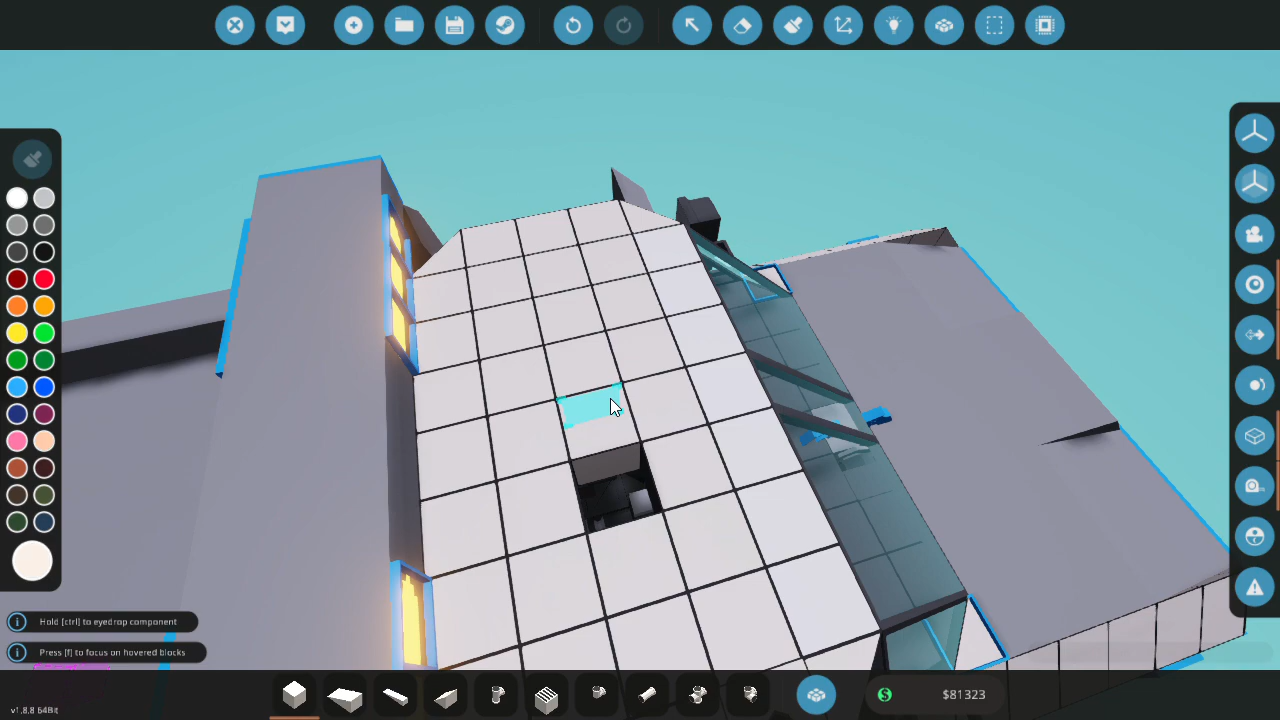 Hold [ctrl] to eyedrop component
Press [f] to focus on hovered blocks
$81323
v1.8.8 64Bit